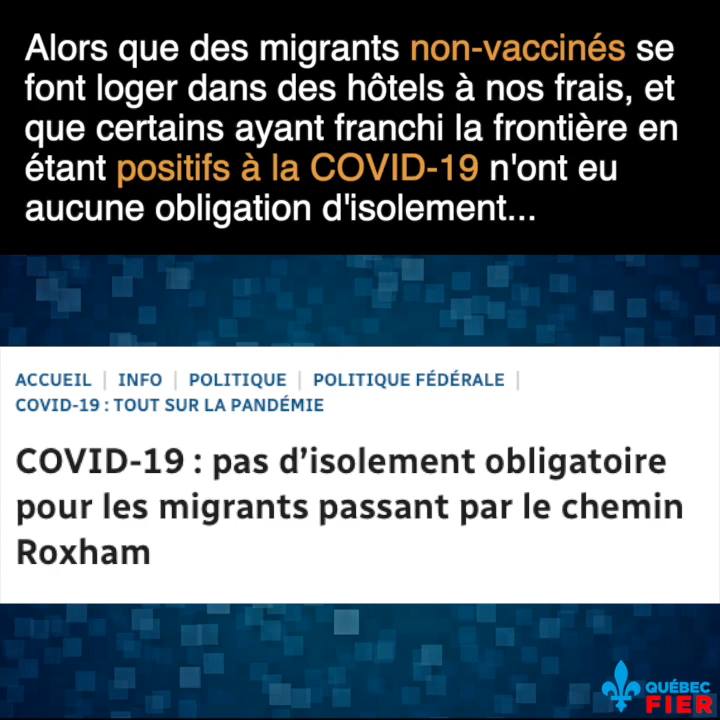 Alors que des migrants non-vaccinés se
font loger dans des hôtels à nos frais, et
que certains ayant franchi la frontière en
étant positifs à la COVID-19 n'ont eu
aucune obligation d'isolement...
ACCUEIL | INFO | POLITIQUE | POLITIQUE FÉDÉRALE |
COVID-19 : TOUT SUR LA PANDÉMIE
COVID-19 : pas d’isolement obligatoire
pour les migrants passant par le chemin
Roxham
QUÉBEC
FIER